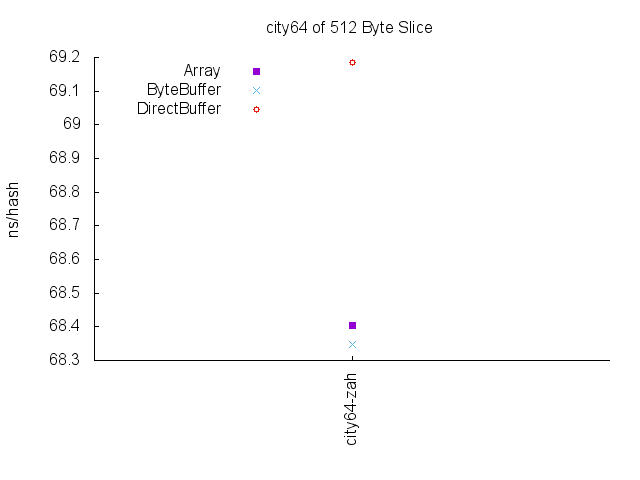 city64 of 512 Byte Slice
69.2
69.1
69
68.9
68.8
68.7
68.6
68.5
68.4
68.3
ns/hash
Array
ByteBuffer
DirectBuffer
city64-zah